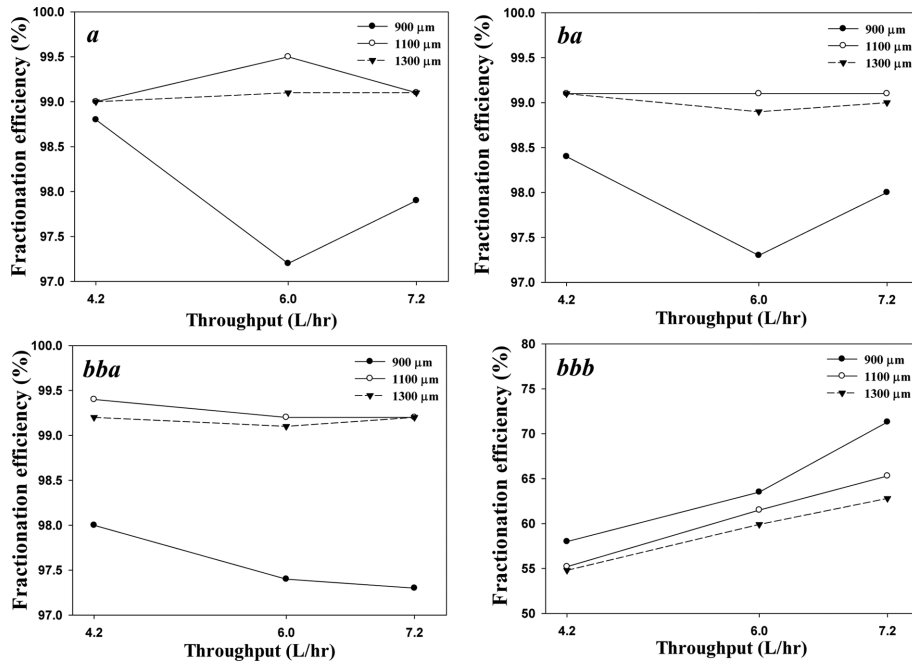 a
900 µm
1100 µm
1300 µm
100.0
99.5
99.0
98.5
98.0
97.5
97.0
Fractionation efficiency (%)
4.2
6.0
7.2
Throughput (L/hr)
ba
900 µm
1100 µm
1300 µm
100.0
99.5
99.0
98.5
98.0
97.5
97.0
Fractionation efficiency (%)
4.2
6.0
7.2
Throughput (L/hr)
bba
900 µm
1100 µm
1300 µm
100.0
99.5
99.0
98.5
98.0
97.5
97.0
Fractionation efficiency (%)
4.2
6.0
7.2
Throughput (L/hr)
bbb
900 µm
1100 µm
1300 µm
80
75
70
65
60
55
50
Fractionation efficiency (%)
4.2
6.0
7.2
Throughput (L/hr)